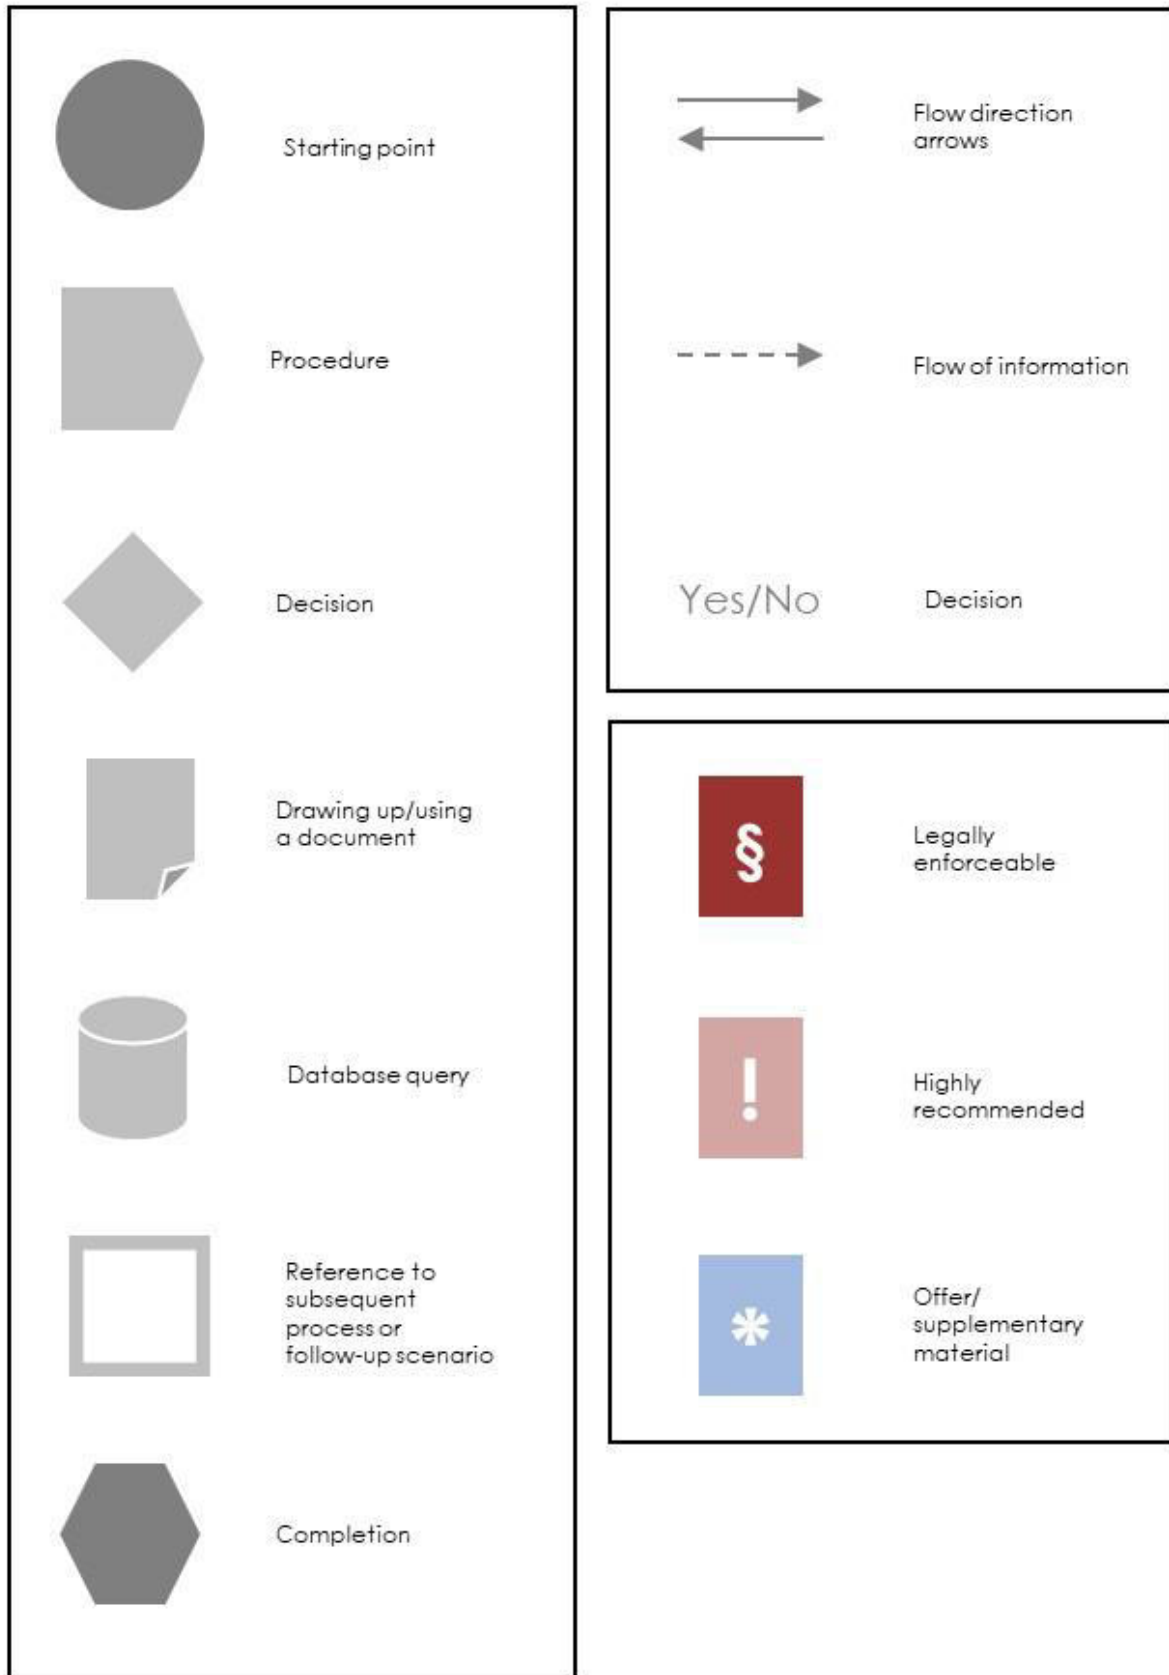 Starting point
Procedure
Decision
Drawing up/using
a document
Database query
Reference to
subsequent
process or
follow-up scenario
Completion
Flow direction
arrows
Flow of information
Yes/No
Decision
§
Legally
enforceable
!
Highly
recommended
*
Offer/
supplementary
material